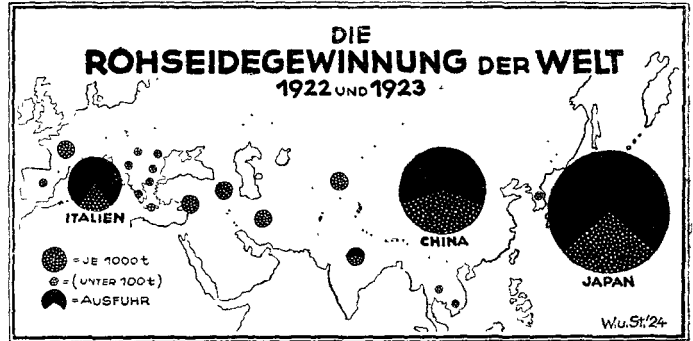 DIE
ROHSEIDEGEWINNUNG DER WELT
1922 UND 1923
ITALIEN
CHINA
JAPAN
= JE 1000 t
= (UNTER 100 t)
= AUSFUHR
W.u.St.'24